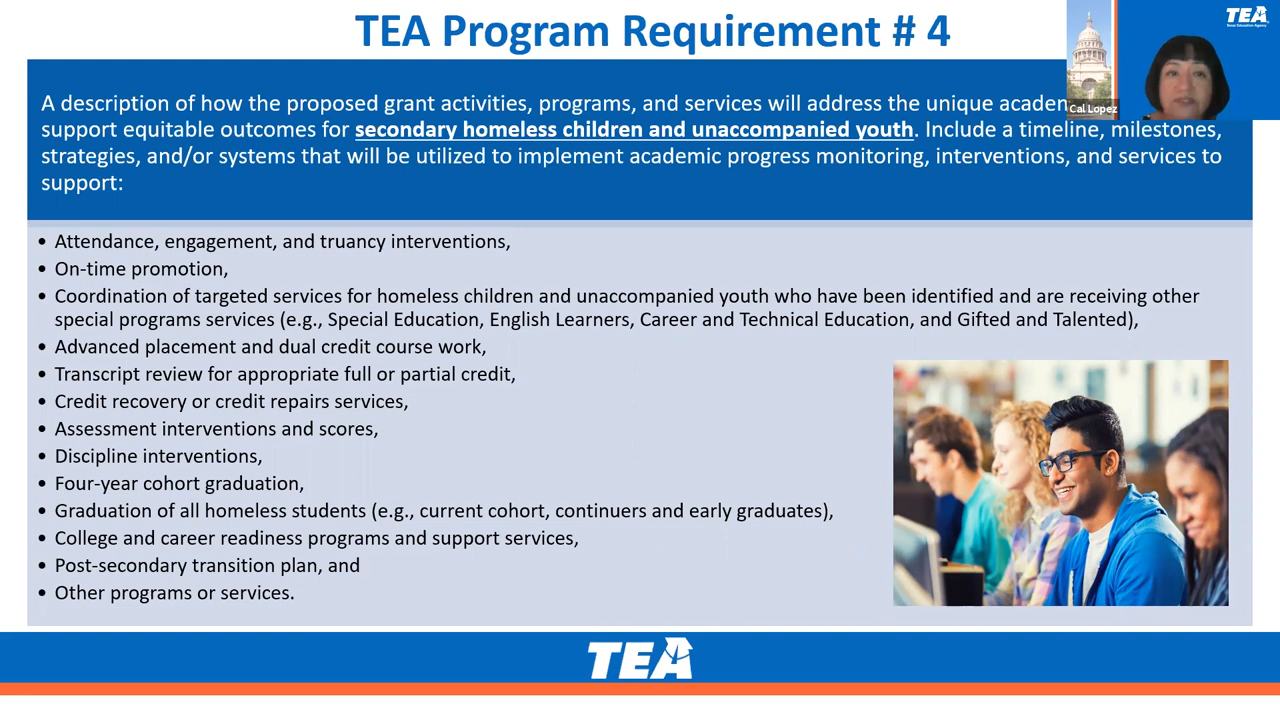 TEA Program Requirement # 4
TEA
Cal Lopez
A description of how the proposed grant activities, programs, and services will address the unique
support equitable outcomes for secondary homeless children and unaccompanied youth. Include a timeline, milestones,
strategies, and/or systems that will be utilized to implement academic progress monitoring, interventions, and services to
support:
• Attendance, engagement, and truancy interventions,
• On-time promotion,
• Coordination of targeted services for homeless children and unaccompanied youth who have been identified and are receiving other
special programs services (e.g., Special Education, English Learners, Career and Technical Education, and Gifted and Talented),
• Advanced placement and dual credit course work,
• Transcript review for appropriate full or partial credit,
• Credit recovery or credit repairs services,
• Assessment interventions and scores,
• Discipline interventions,
• Four-year cohort graduation,
• Graduation of all homeless students (e.g., current cohort, continuers and early graduates),
• College and career readiness programs and support services,
• Post-secondary transition plan, and
• Other programs or services.
TEA